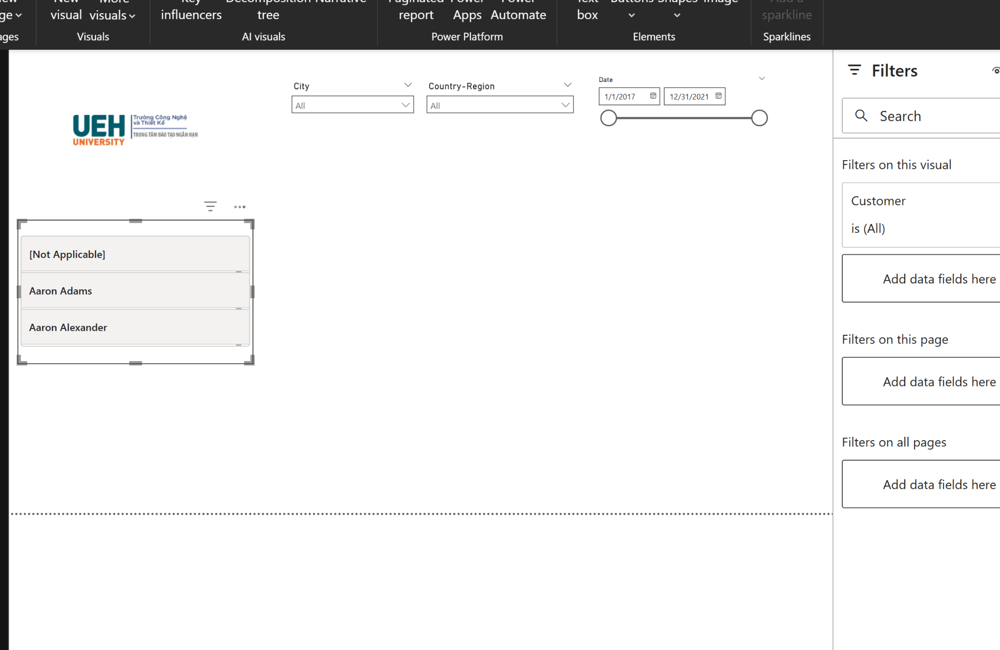 ge
visual
visuals
influencers
tree
report
Apps
Automate
box
sparkline
ages
Visuals
AI visuals
Power Platform
Elements
Sparklines
City
All
Country-Region
All
Date
1/1/2017
12/31/2021
UEH
UNIVERSITY
Trường Công Nghệ
và Thiết Kế
TRUNG TÂM ĐÀO TẠO NGẮN HẠN
[Not Applicable]
Aaron Adams
Aaron Alexander
Filters
Search
Filters on this visual
Customer
is (All)
Add data fields here
Filters on this page
Add data fields here
Filters on all pages
Add data fields here